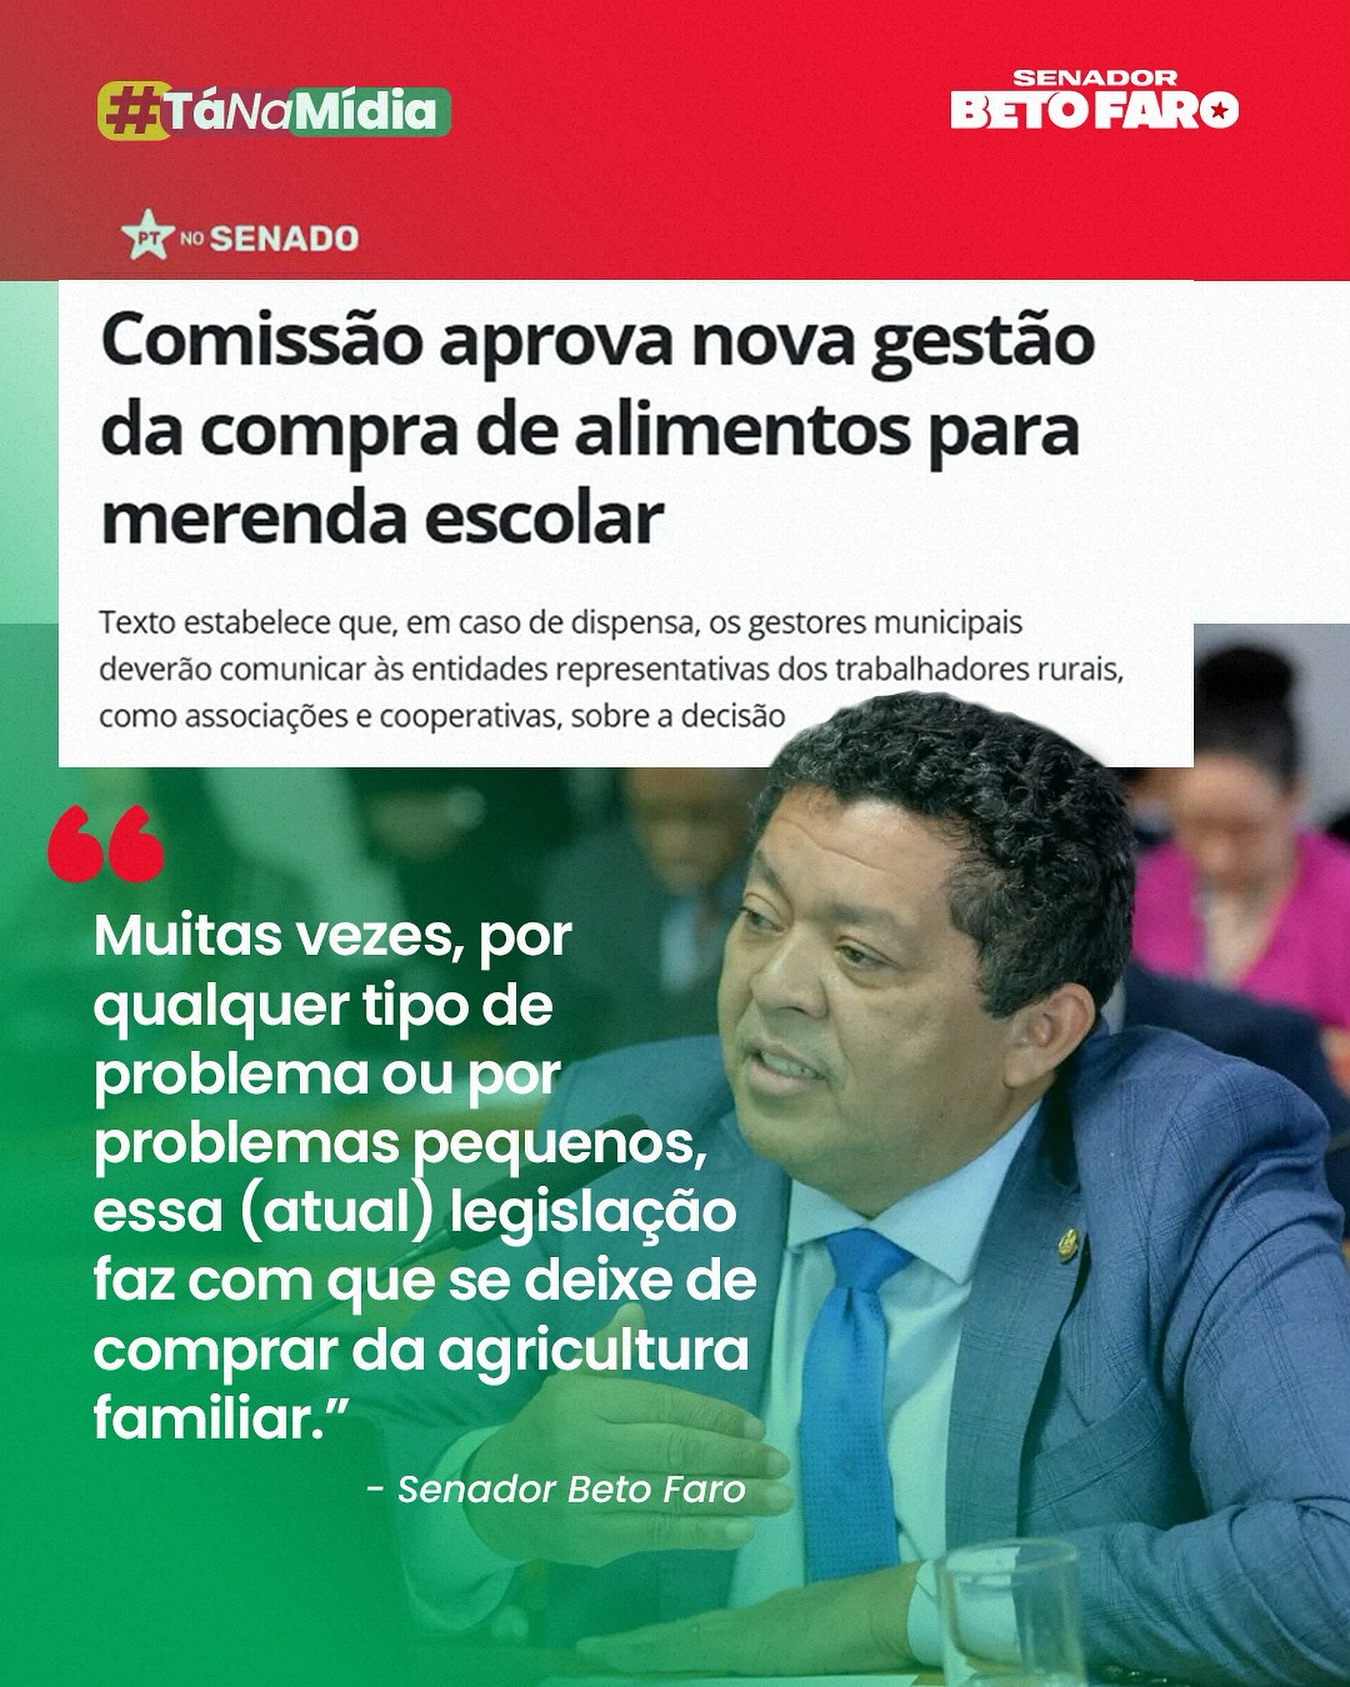 #TáNaMídia
SENADOR
BETO FARO
PT NO SENADO
Comissão aprova nova gestão
da compra de alimentos para
merenda escolar
Texto estabelece que, em caso de dispensa, os gestores municipais
deverão comunicar às entidades representativas dos trabalhadores rurais,
como associações e cooperativas, sobre a decisão
“
Muitas vezes, por
qualquer tipo de
problema ou por
problemas pequenos,
essa (atual) legislação
faz com que se deixe de
comprar da agricultura
familiar.”
- Senador Beto Faro